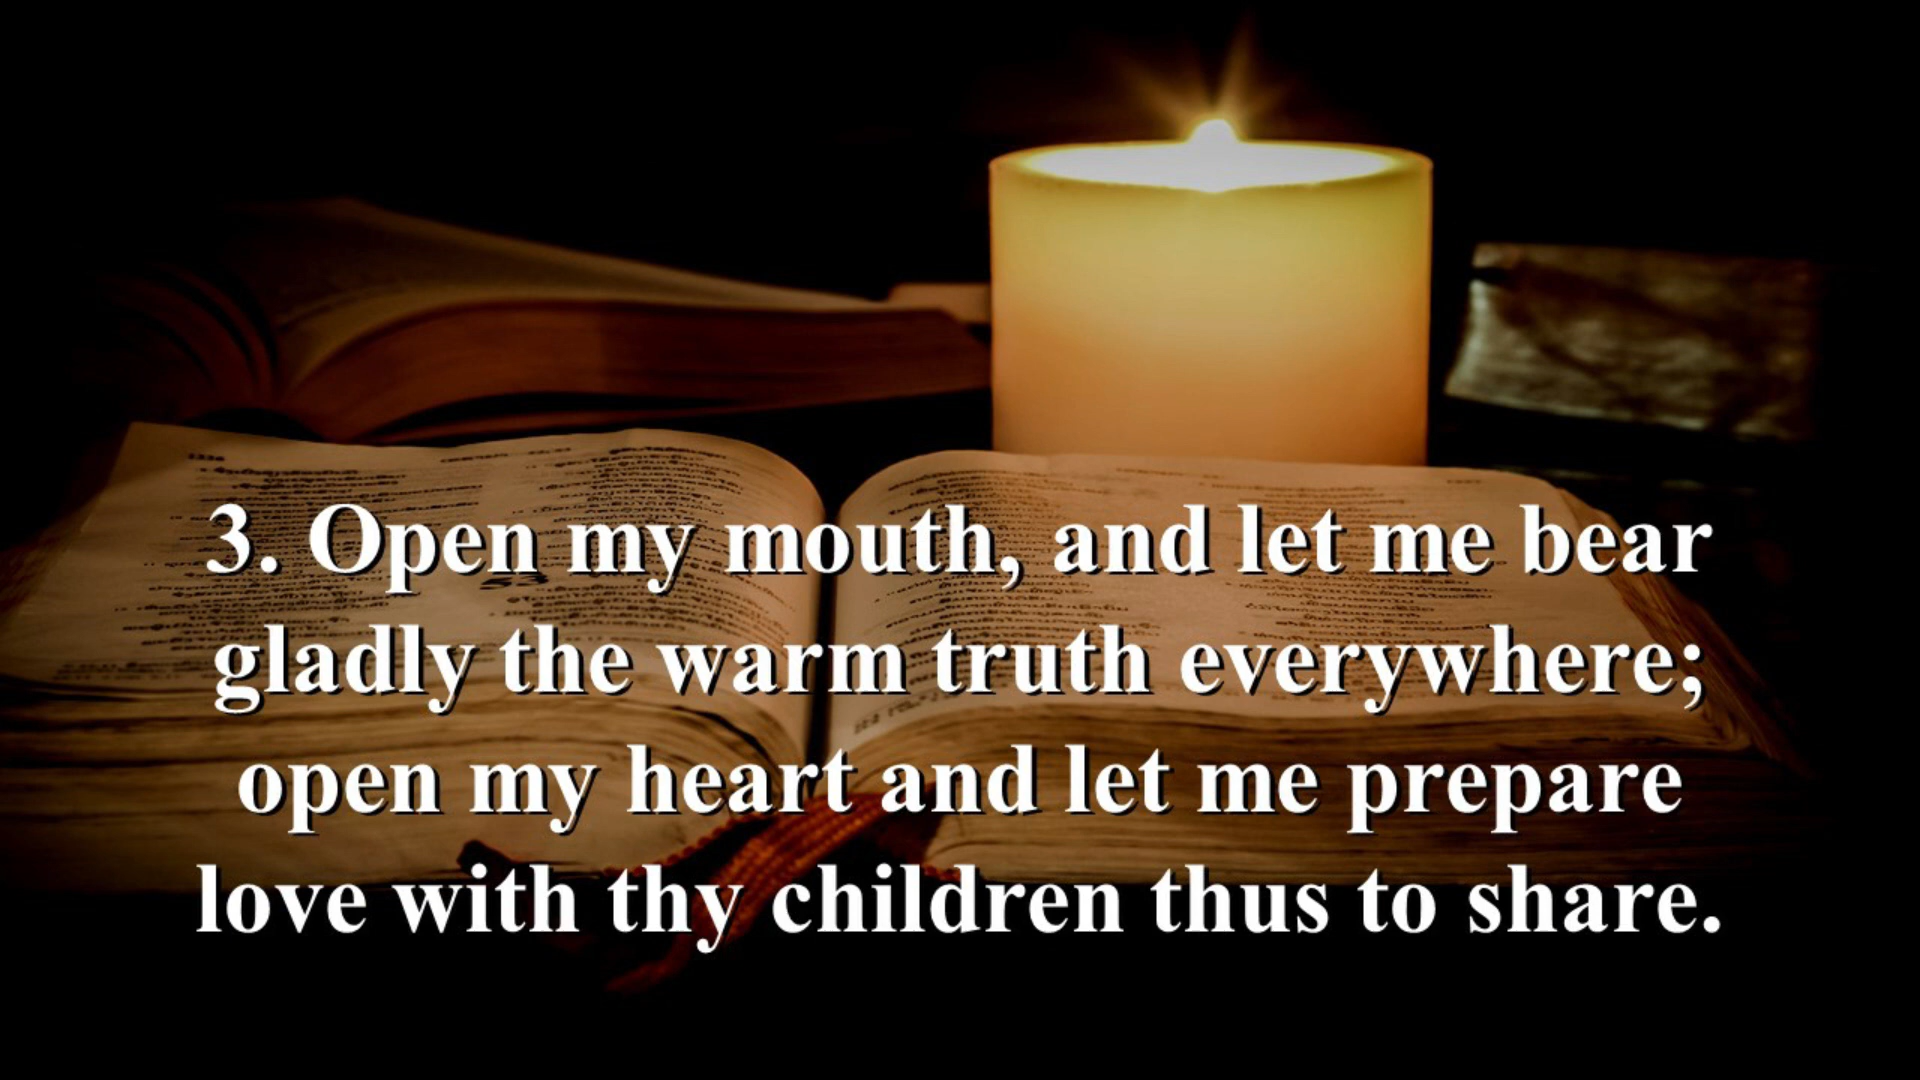 3. Open my mouth, and let me bear
gladly the warm truth everywhere;
open my heart and let me prepare
love with thy children thus to share.